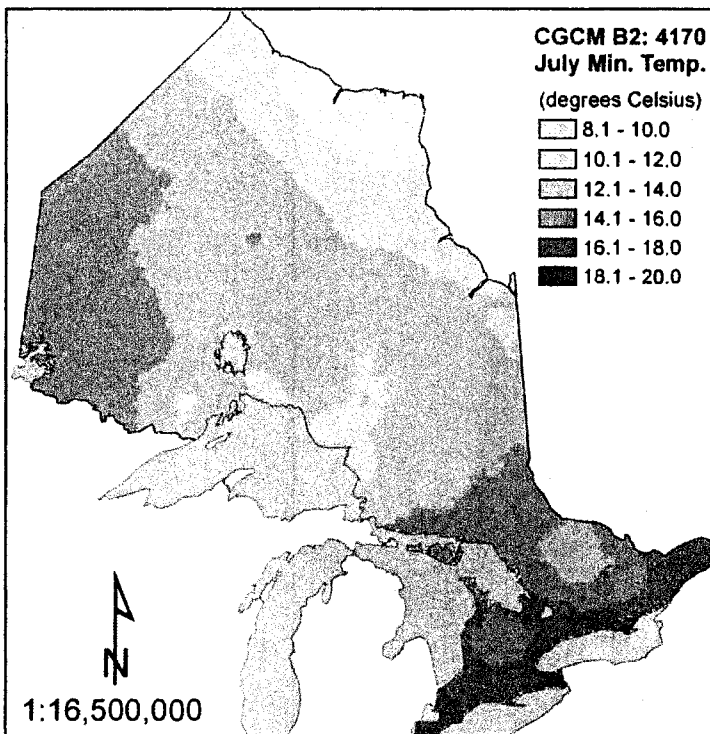 CGCM B2: 4170
July Min. Temp.
(degrees Celsius)
8.1 - 10.0
10.1 - 12.0
12.1 - 14.0
14.1 - 16.0
16.1 - 18.0
18.1 - 20.0
N
1:16,500,000